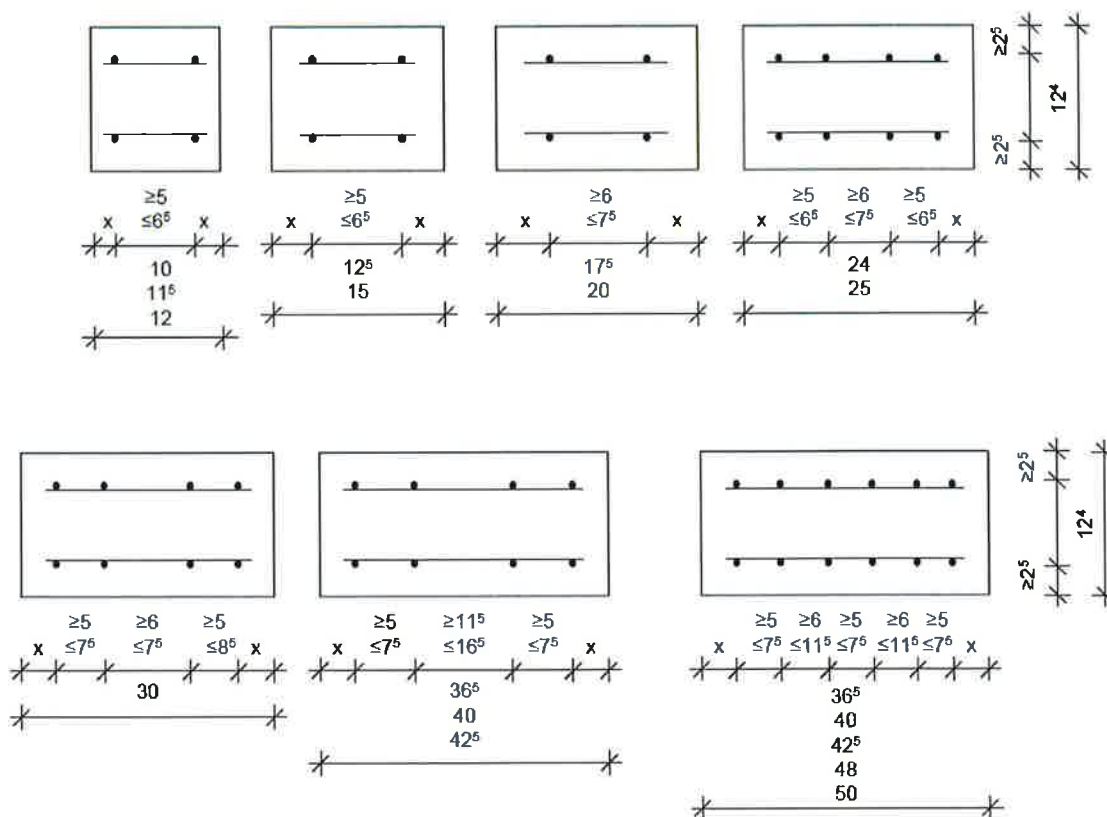 ≥2⁵
12⁴
≥2⁵
≥5 ≥5 ≥6 ≥5 ≥6 ≥5
x ≤6⁵ x x ≤6⁵ x x ≤7⁵ x x ≤6⁵ ≤7⁵ ≤6⁵ x
10 12⁵ 17⁵ 24
11⁵ 15 20 25
12
≥2⁵
12⁴
≥2⁵
≥5 ≥6 ≥5 ≥5 ≥11⁵ ≥5 ≥5 ≥6 ≥5 ≥6 ≥5
x ≤7⁵ ≤7⁵ ≤8⁵ x x ≤7⁵ ≤16⁵ ≤7⁵ x x ≤7⁵ ≤11⁵ ≤7⁵ ≤11⁵ ≤7⁵ x
30 36⁵ 36⁵
40 40
42⁵ 42⁵
48
50